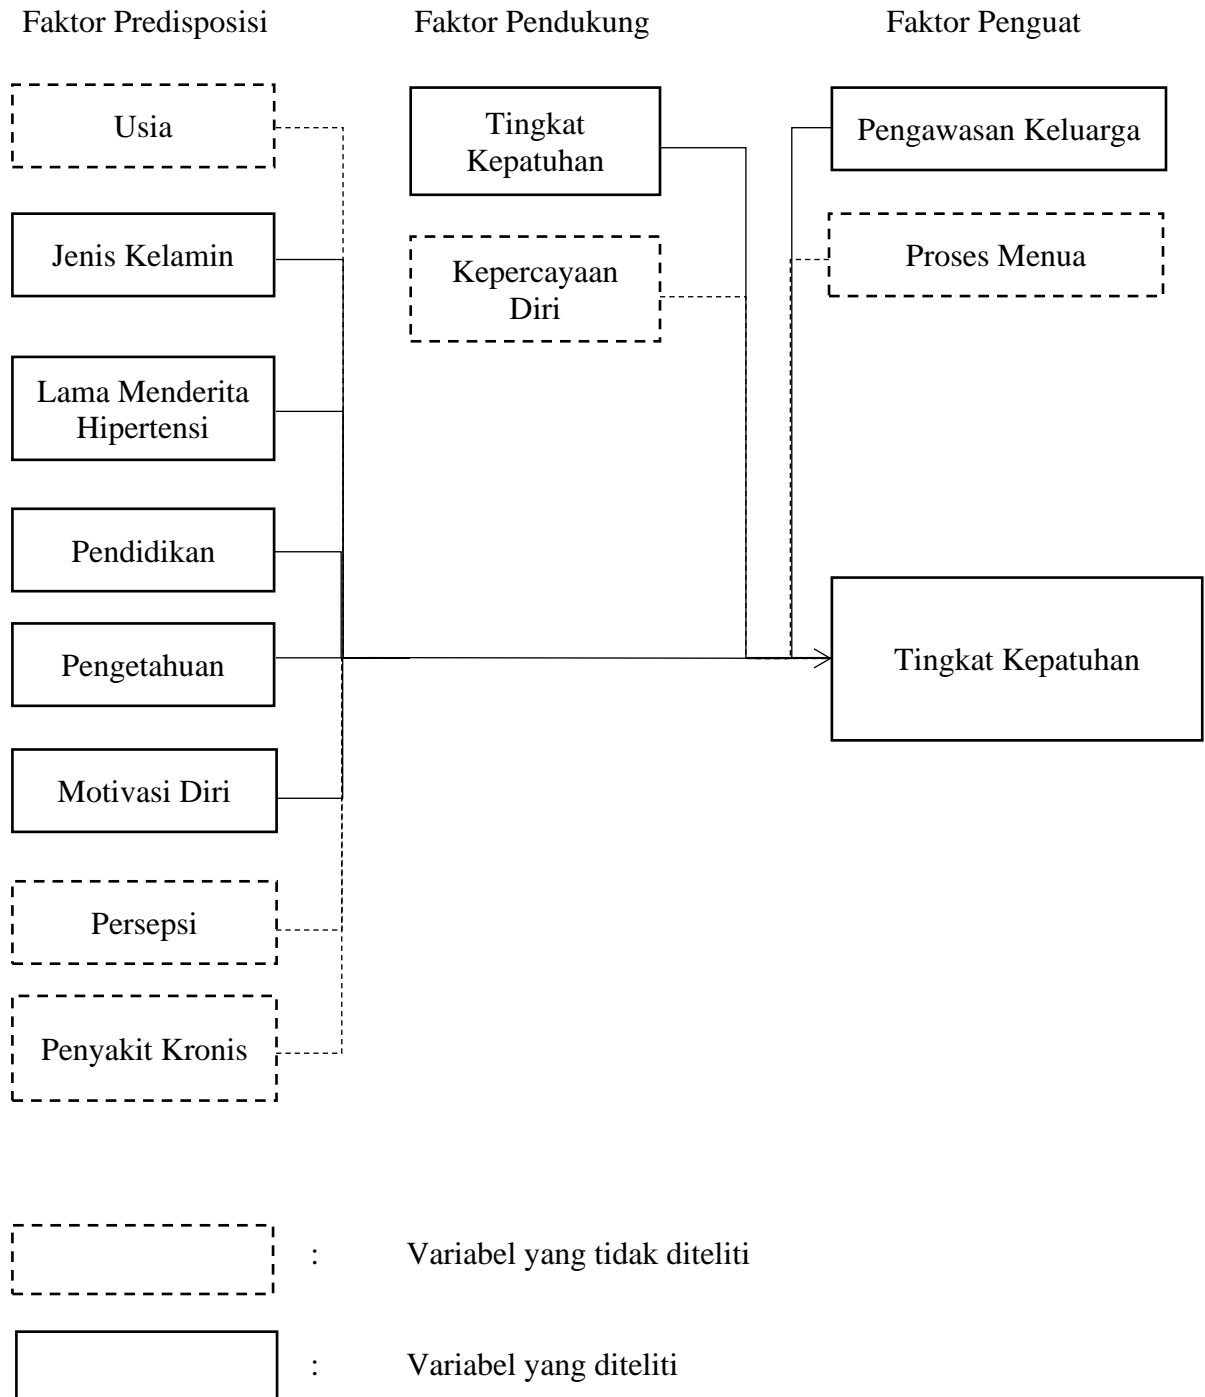 Faktor Predisposisi
Faktor Pendukung
Faktor Penguat
Usia
Jenis Kelamin
Lama Menderita
Hipertensi
Pendidikan
Pengetahuan
Motivasi Diri
Persepsi
Penyakit Kronis
Tingkat
Kepatuhan
Kepercayaan
Diri
Pengawasan Keluarga
Proses Menua
Tingkat Kepatuhan
: Variabel yang tidak diteliti
: Variabel yang diteliti